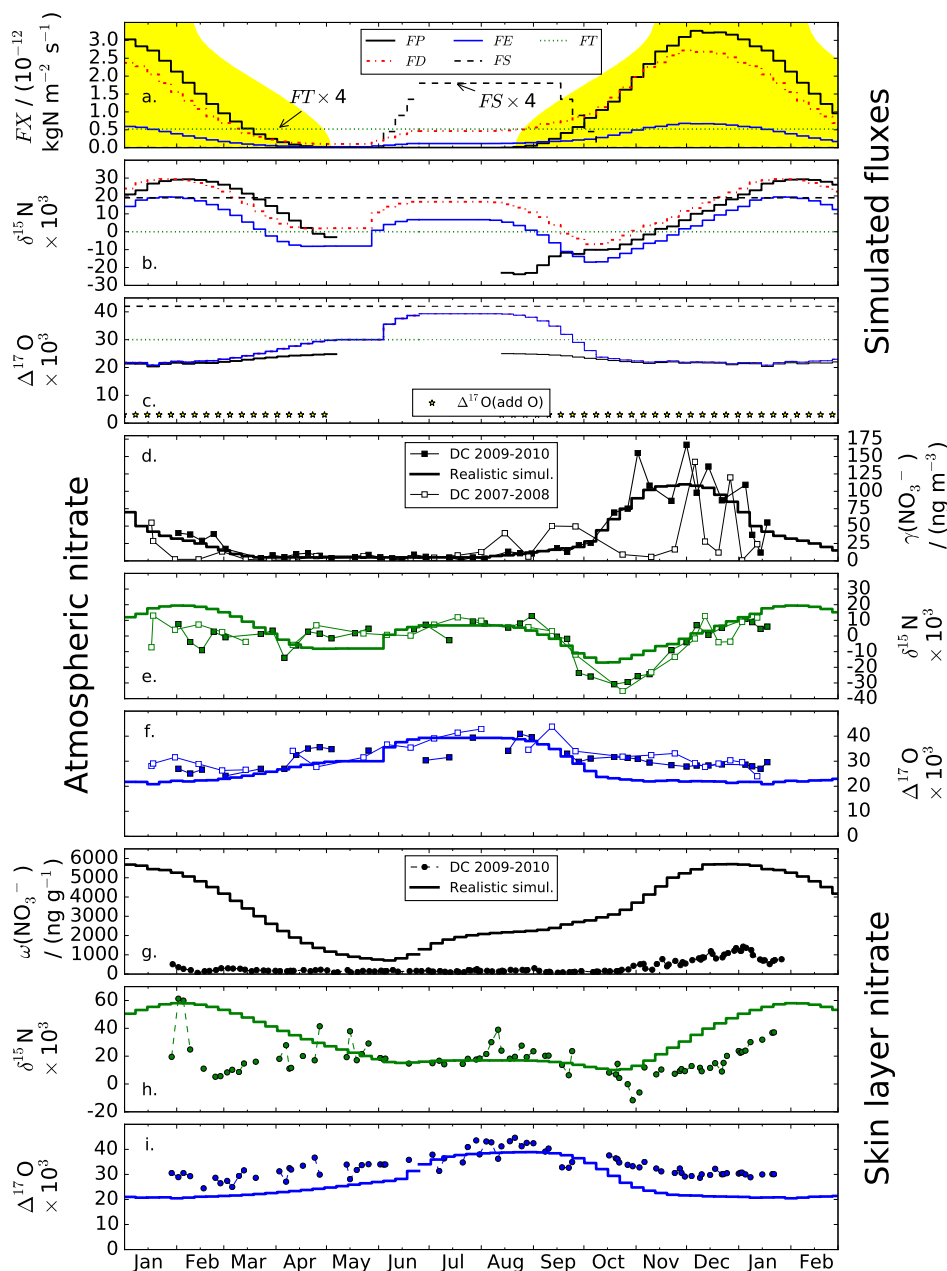 FX / (10⁻¹² kgN m⁻² s⁻¹)
3.0
2.5
2.0
1.5
1.0
0.5
0.0
FP
FE
FT
FD
FS
FT × 4
FS × 4
a.
δ¹⁵N × 10³
30
20
10
0
-10
-20
-30
b.
Δ¹⁷O × 10³
40
30
20
10
0
c.
Δ¹⁷O(add O)
Simulated fluxes
d.
DC 2009-2010
Realistic simul.
DC 2007-2008
175
150
125
100
75
50
25
0
γ(NO₃⁻) / (ng m⁻³)
e.
20
10
0
-10
-20
-30
-40
δ¹⁵N × 10³
f.
40
30
20
10
0
Δ¹⁷O × 10³
Atmospheric nitrate
ω(NO₃⁻) / (ng g⁻¹)
6000
5000
4000
3000
2000
1000
0
g.
DC 2009-2010
Realistic simul.
δ¹⁵N × 10³
60
40
20
0
-20
h.
Δ¹⁷O × 10³
40
30
20
10
0
i.
Skin layer nitrate
Jan Feb Mar Apr May Jun Jul Aug Sep Oct Nov Dec Jan Feb